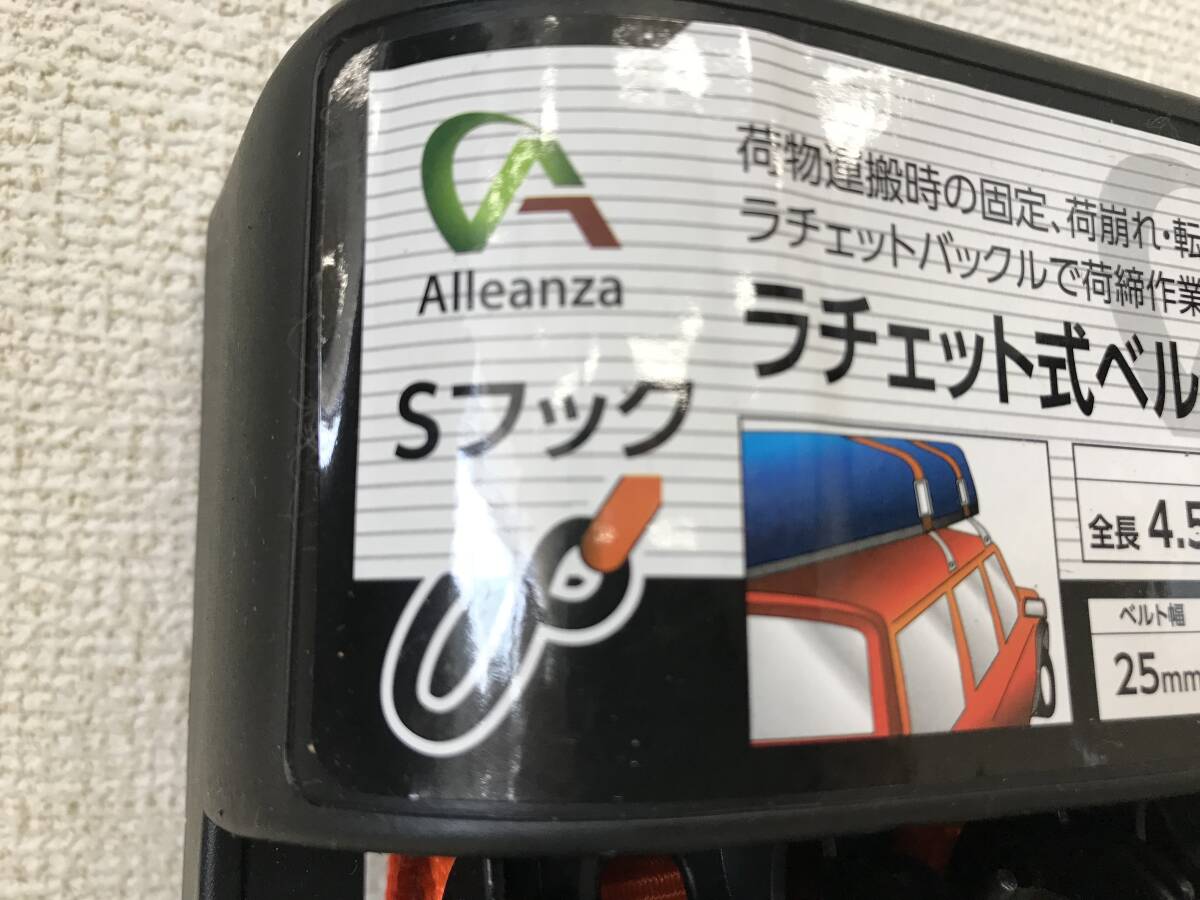 Alleanza
Sフック
荷物運搬時の固定、荷崩れ・転
ラチェットバックルで荷締作業
ラチェット式ベル
全長 4.5
ベルト幅
25mm